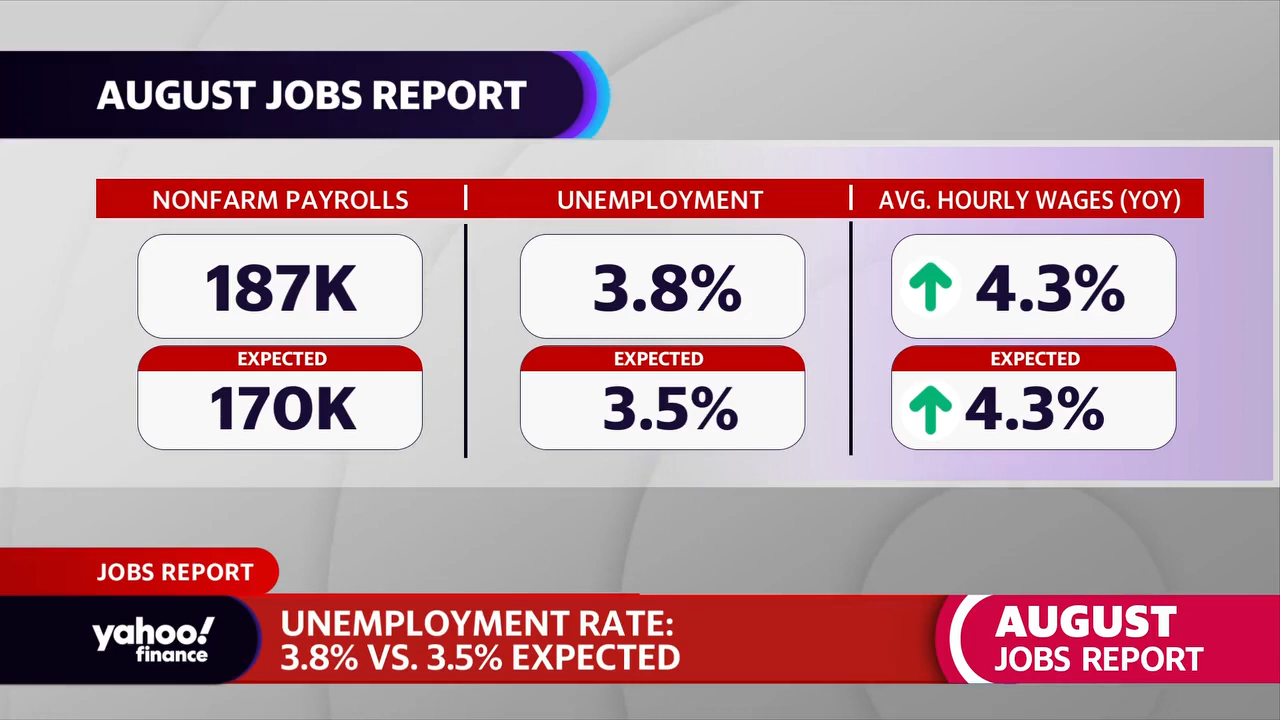 AUGUST JOBS REPORT
NONFARM PAYROLLS
UNEMPLOYMENT
AVG. HOURLY WAGES (YOY)
187K
3.8%
4.3%
EXPECTED
EXPECTED
EXPECTED
170K
3.5%
4.3%
JOBS REPORT
yahoo!
finance
UNEMPLOYMENT RATE:
3.8% VS. 3.5% EXPECTED
AUGUST
JOBS REPORT